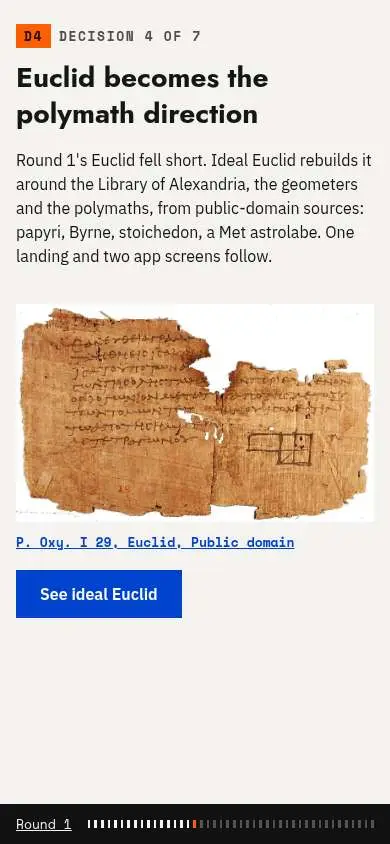 D4 DECISION 4 OF 7
Euclid becomes the
polymath direction
Round 1's Euclid fell short. Ideal Euclid rebuilds it
around the Library of Alexandria, the geometers
and the polymaths, from public-domain sources:
papyri, Byrne, stoichedon, a Met astrolabe. One
landing and two app screens follow.
P. Oxy. I 29, Euclid, Public domain
See ideal Euclid
Round 1